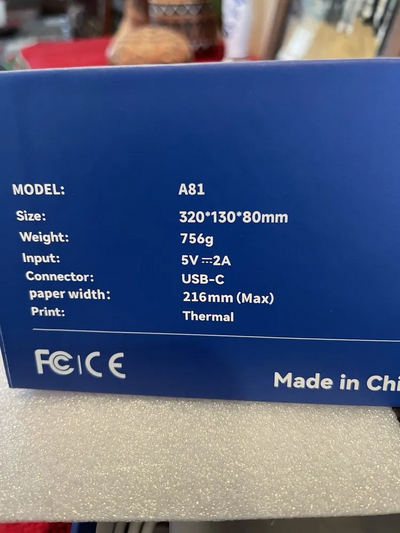 MODEL: A81
Size: 320*130*80mm
Weight: 756g
Input: 5V⎓2A
Connector: USB-C
paper width: 216mm (Max)
Print: Thermal
FC CE
Made in Chi